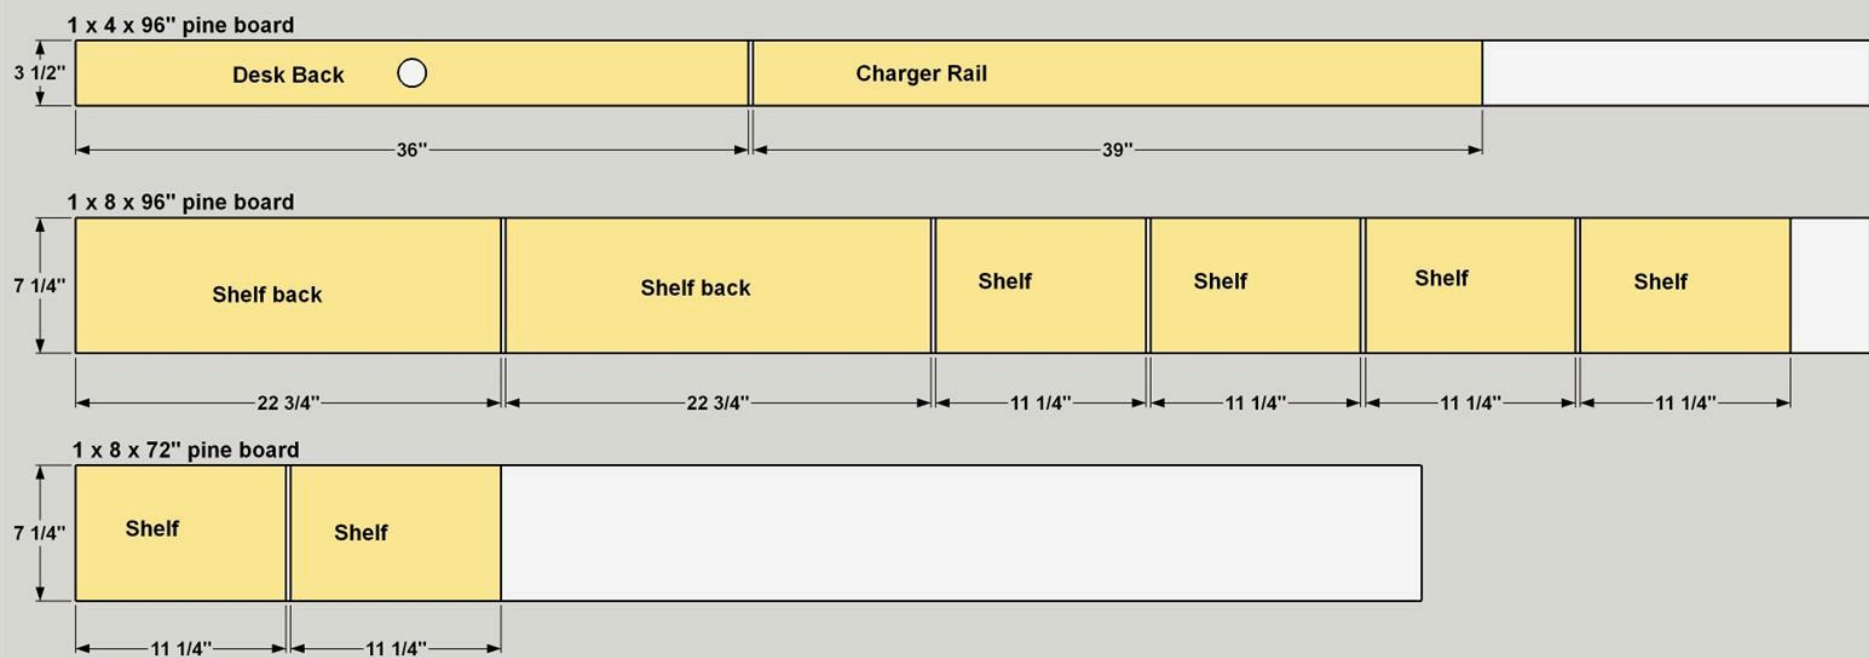 1 x 4 x 96" pine board
3 1/2"
Desk Back
Charger Rail
36"
39"
1 x 8 x 96" pine board
7 1/4"
Shelf back
Shelf back
Shelf
Shelf
Shelf
Shelf
22 3/4"
22 3/4"
11 1/4"
11 1/4"
11 1/4"
11 1/4"
1 x 8 x 72" pine board
7 1/4"
Shelf
Shelf
11 1/4"
11 1/4"